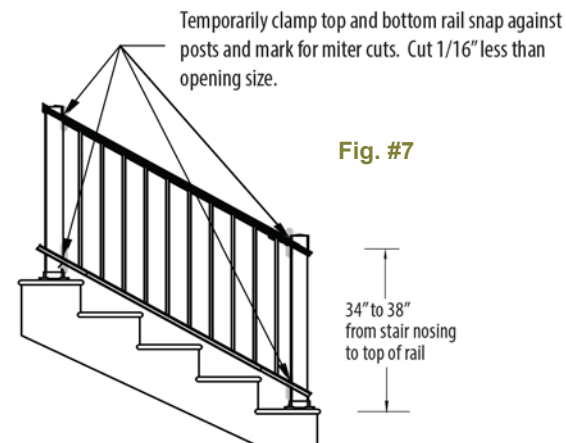 Temporarily clamp top and bottom rail snap against
posts and mark for miter cuts.  Cut 1/16” less than
opening size.
Fig. #7
34” to 38”
from stair nosing
to top of rail